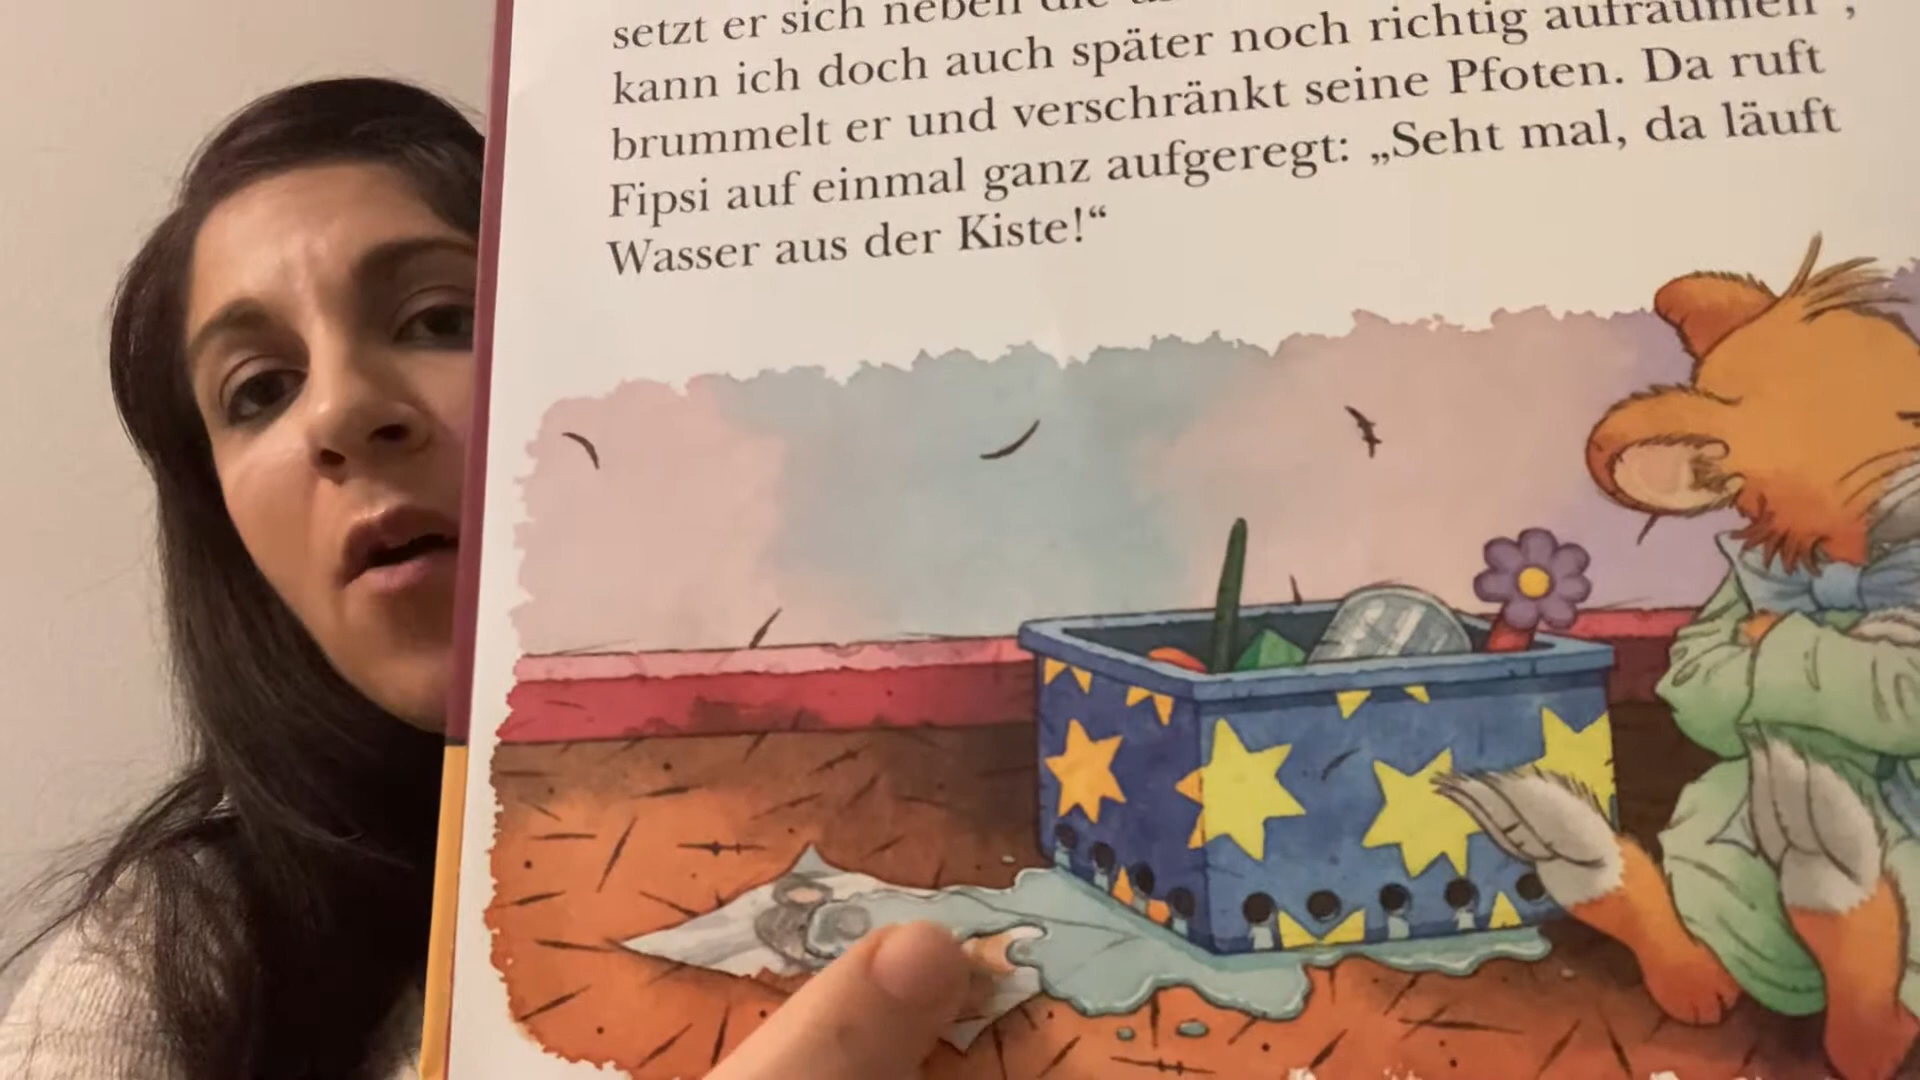 setzt er sich neben die
kann ich doch auch später noch richtig aufräumen“,
brummelt er und verschränkt seine Pfoten. Da ruft
Fipsi auf einmal ganz aufgeregt: „Seht mal, da läuft
Wasser aus der Kiste!“